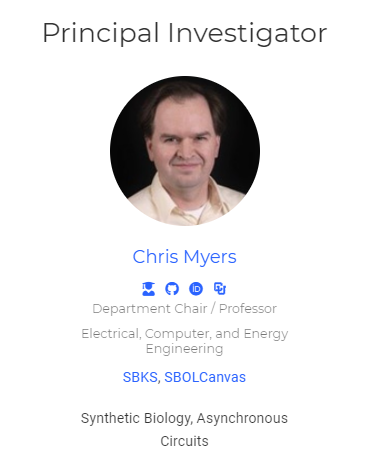 Principal Investigator
Chris Myers
Department Chair / Professor
Electrical, Computer, and Energy
Engineering
SBKS, SBOLCanvas
Synthetic Biology, Asynchronous
Circuits